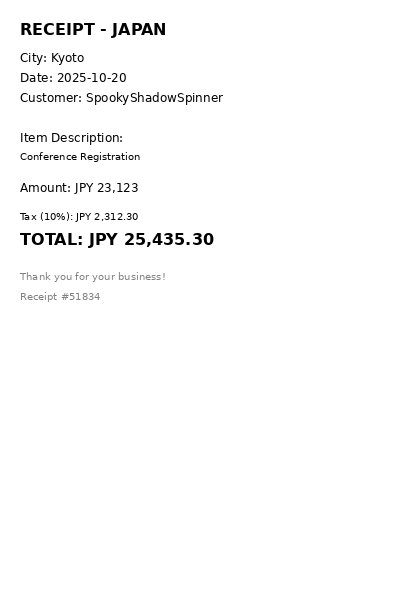 RECEIPT - JAPAN
City: Kyoto
Date: 2025-10-20
Customer: SpookyShadowSpinner
Item Description:
Conference Registration
Amount: JPY 23,123
Tax (10%): JPY 2,312.30
TOTAL: JPY 25,435.30
Thank you for your business!
Receipt #51834